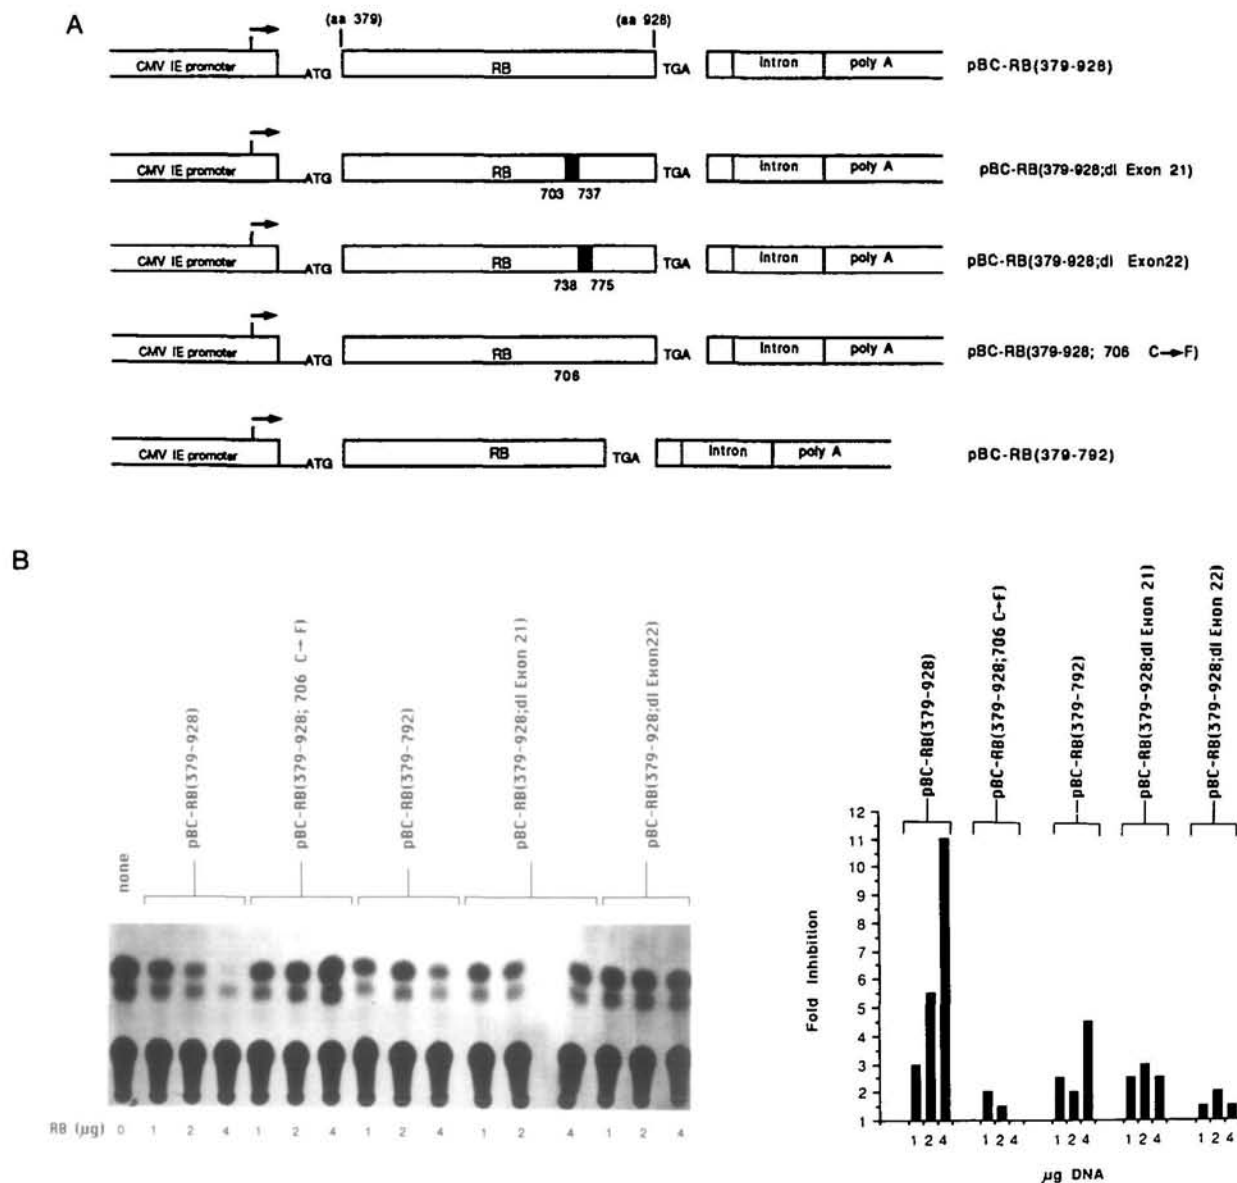 A
(aa 379) (aa 928)
CMV IE promoter ATG RB TGA Intron poly A pBC-RB(379-928)
CMV IE promoter ATG RB TGA Intron poly A pBC-RB(379-928;dl Exon 21)
703 737
CMV IE promoter ATG RB TGA Intron poly A pBC-RB(379-928;dl Exon22)
738 775
CMV IE promoter ATG RB TGA Intron poly A pBC-RB(379-928; 706 C→F)
706
CMV IE promoter ATG RB TGA Intron poly A pBC-RB(379-792)
B
none
pBC-RB(379-928)
pBC-RB(379-928; 706 C→ F)
pBC-RB(379-792)
pBC-RB(379-928;dl Exon 21)
pBC-RB(379-928;dl Exon22)
RB (µg) 0 1 2 4 1 2 4 1 2 4 1 2 4 1 2 4
pBC-RB(379-928)
pBC-RB(379-928;706 C→F)
pBC-RB(379-792)
pBC-RB(379-928;dl Exon 21)
pBC-RB(379-928;dl Exon 22)
Fold Inhibition
12
11
10
9
8
7
6
5
4
3
2
1
1 2 4 1 2 4 1 2 4 1 2 4 1 2 4
µg DNA